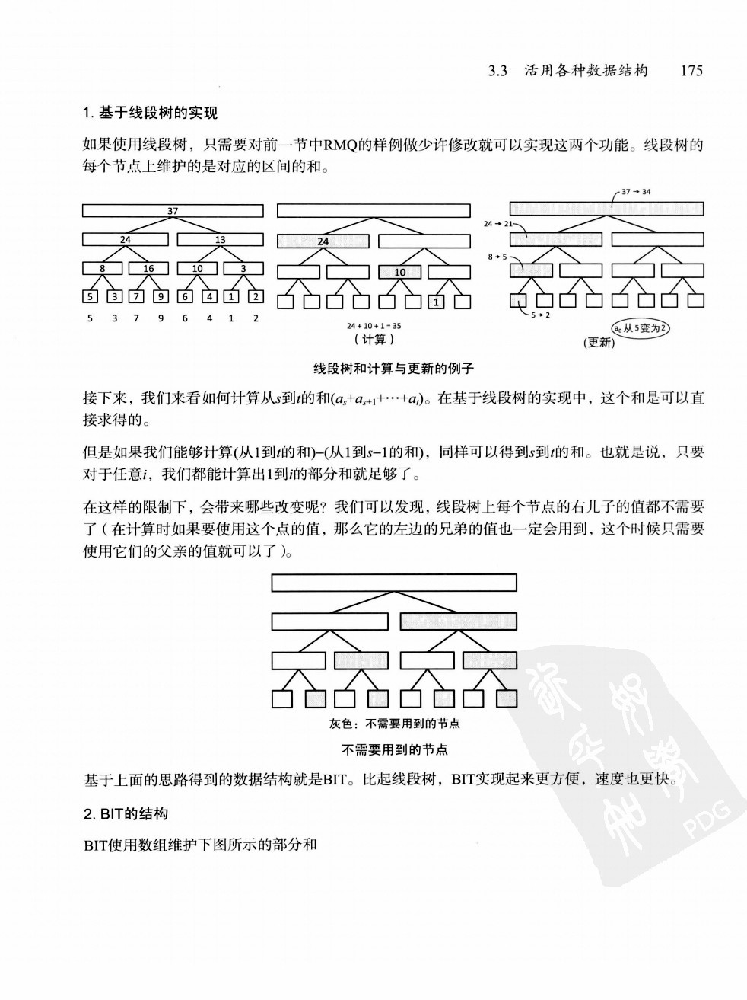 3.3 活用各种数据结构 175
1. 基于线段树的实现
如果使用线段树，只需要对前一节中RMQ的样例做少许修改就可以实现这两个功能。线段树的
每个节点上维护的是对应的区间的和。
37
24 13
8 16 10 3
5 3 7 9 6 4 1 2
5 3 7 9 6 4 1 2
24
10
1
24 + 10 + 1 = 35
（计算）
37 → 34
24 → 21
8 → 5
5 → 2
a₀从5变为2
(更新)
线段树和计算与更新的例子
接下来，我们来看如何计算从s到t的和(aₛ+aₛ₊₁+⋯+aₜ)。在基于线段树的实现中，这个和是可以直
接求得的。
但是如果我们能够计算(从1到t的和)−(从1到s−1的和)，同样可以得到s到t的和。也就是说，只要
对于任意i，我们都能计算出1到i的部分和就足够了。
在这样的限制下，会带来哪些改变呢？我们可以发现，线段树上每个节点的右儿子的值都不需要
了（在计算时如果要使用这个点的值，那么它的左边的兄弟的值也一定会用到，这个时候只需要
使用它们的父亲的值就可以了）。
灰色：不需要用到的节点
不需要用到的节点
基于上面的思路得到的数据结构就是BIT。比起线段树，BIT实现起来更方便，速度也更快。
2. BIT的结构
BIT使用数组维护下图所示的部分和
PDG